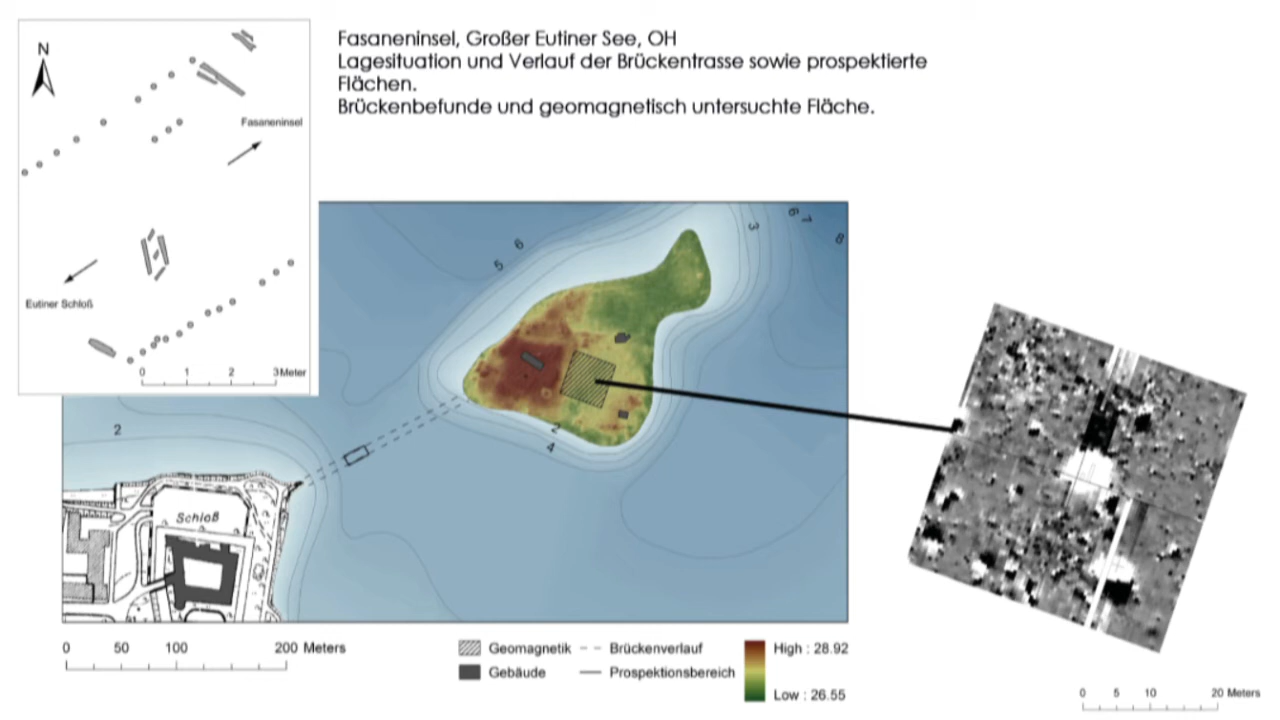 Fasaneninsel, Großer Eutiner See, OH
Lagesituation und Verlauf der Brückentrasse sowie prospektierte
Flächen.
Brückenbefunde und geomagnetisch untersuchte Fläche.
N
Fasaneninsel
Eutiner Schloß
0 1 2 3 Meter
6
5
3
6
7
8
2
2
4
Schloß
0 50 100 200 Meters
Geomagnetik
Brückenverlauf
Gebäude
Prospektionsbereich
High : 28.92
Low : 26.55
0 5 10 20 Meters